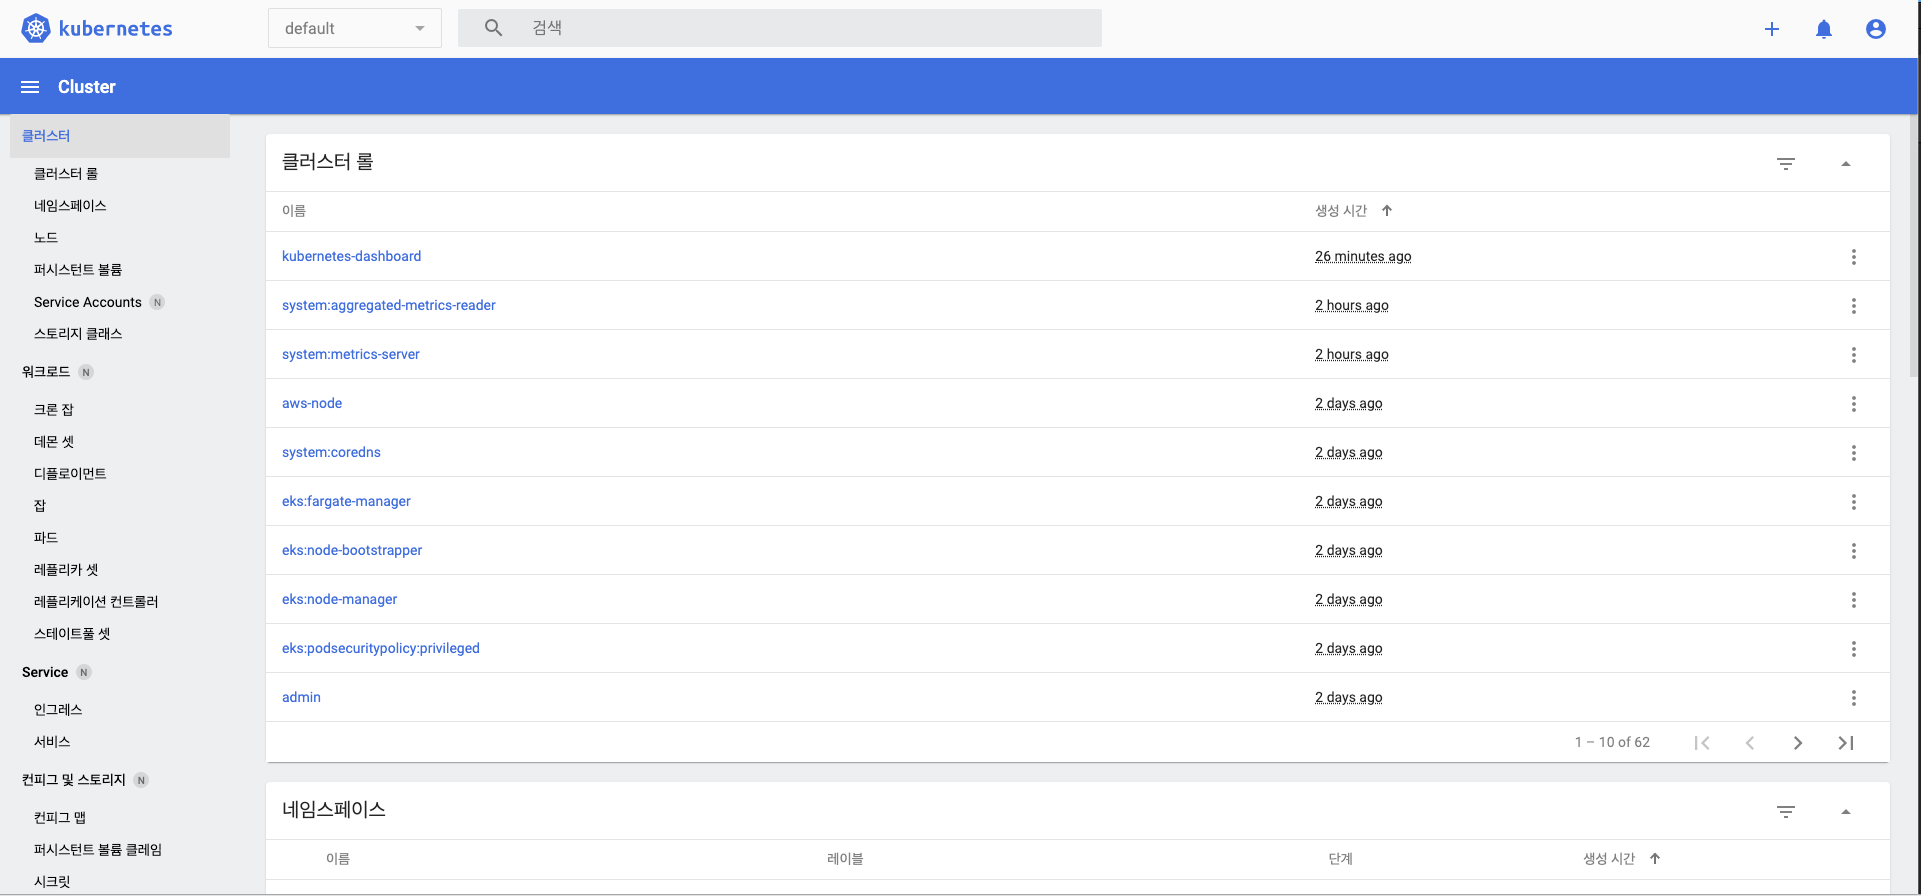 kubernetes
default
검색
Cluster
클러스터
클러스터 롤
네임스페이스
노드
퍼시스턴트 볼륨
Service Accounts N
스토리지 클래스
워크로드 N
크론 잡
데몬 셋
디플로이먼트
잡
파드
레플리카 셋
레플리케이션 컨트롤러
스테이트풀 셋
Service N
인그레스
서비스
컨피그 및 스토리지 N
컨피그 맵
퍼시스턴트 볼륨 클레임
시크릿
클러스터 롤
이름 생성 시간
kubernetes-dashboard 26 minutes ago
system:aggregated-metrics-reader 2 hours ago
system:metrics-server 2 hours ago
aws-node 2 days ago
system:coredns 2 days ago
eks:fargate-manager 2 days ago
eks:node-bootstrapper 2 days ago
eks:node-manager 2 days ago
eks:podsecuritypolicy:privileged 2 days ago
admin 2 days ago
1 – 10 of 62
네임스페이스
이름 레이블 단계 생성 시간